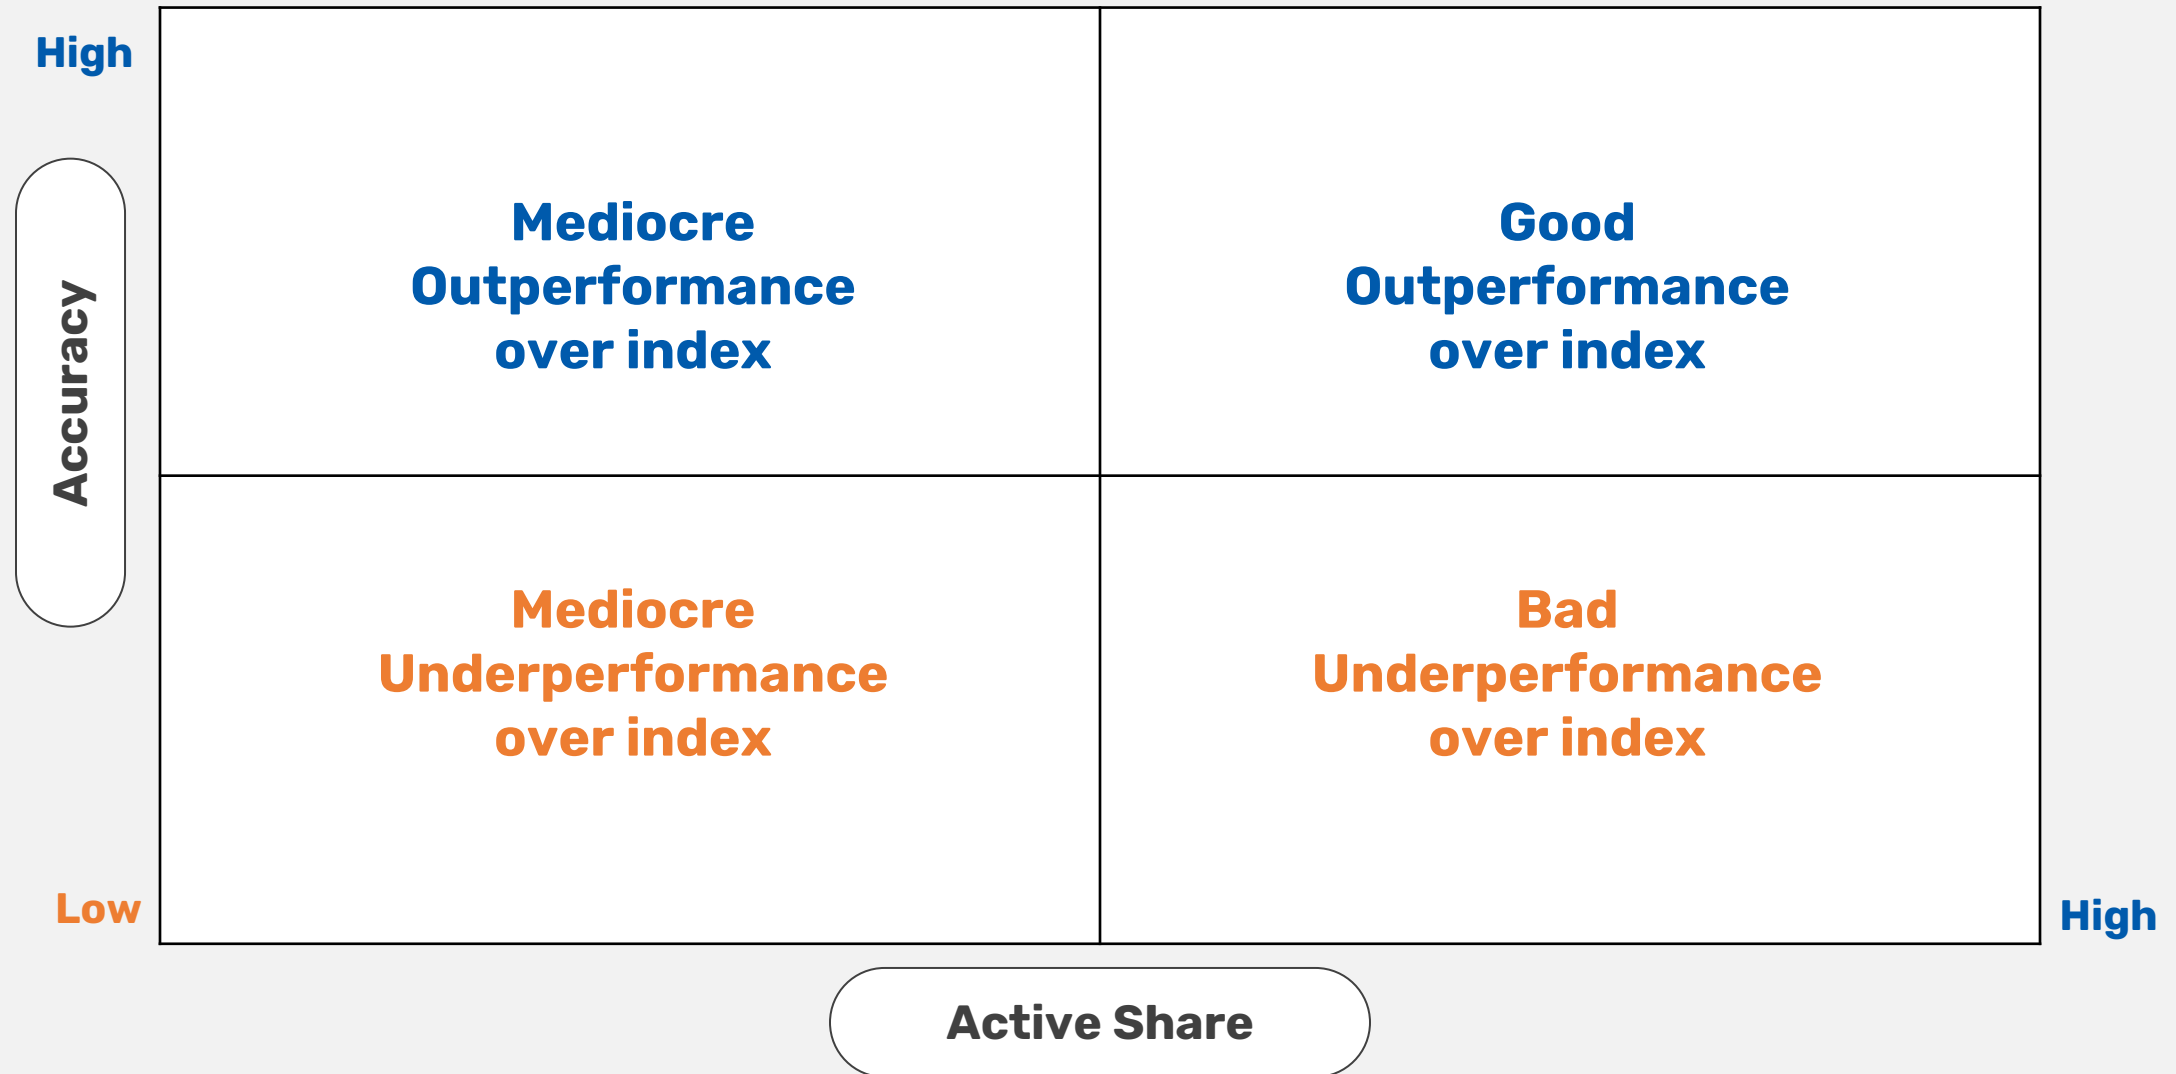 High
Accuracy
Mediocre
Outperformance
over index
Good
Outperformance
over index
Mediocre
Underperformance
over index
Bad
Underperformance
over index
Low
High
Active Share